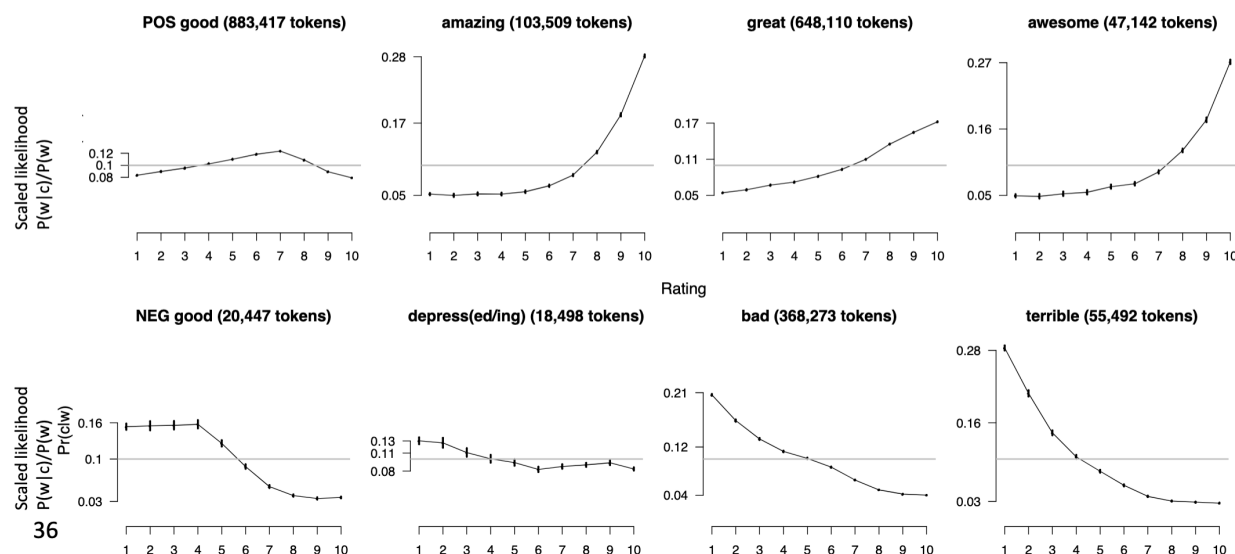 POS good (883,417 tokens)
amazing (103,509 tokens)
great (648,110 tokens)
awesome (47,142 tokens)
Scaled likelihood
P(w|c)/P(w)
0.12
0.1
0.08
0.28
0.17
0.05
0.17
0.11
0.05
0.27
0.16
0.05
1 2 3 4 5 6 7 8 9 10
1 2 3 4 5 6 7 8 9 10
1 2 3 4 5 6 7 8 9 10
1 2 3 4 5 6 7 8 9 10
Rating
NEG good (20,447 tokens)
depress(ed/ing) (18,498 tokens)
bad (368,273 tokens)
terrible (55,492 tokens)
Scaled likelihood
P(w|c)/P(w)
Pr(c|w)
0.16
0.1
0.03
0.13
0.11
0.08
0.21
0.12
0.04
0.28
0.16
0.03
1 2 3 4 5 6 7 8 9 10
1 2 3 4 5 6 7 8 9 10
1 2 3 4 5 6 7 8 9 10
1 2 3 4 5 6 7 8 9 10
36